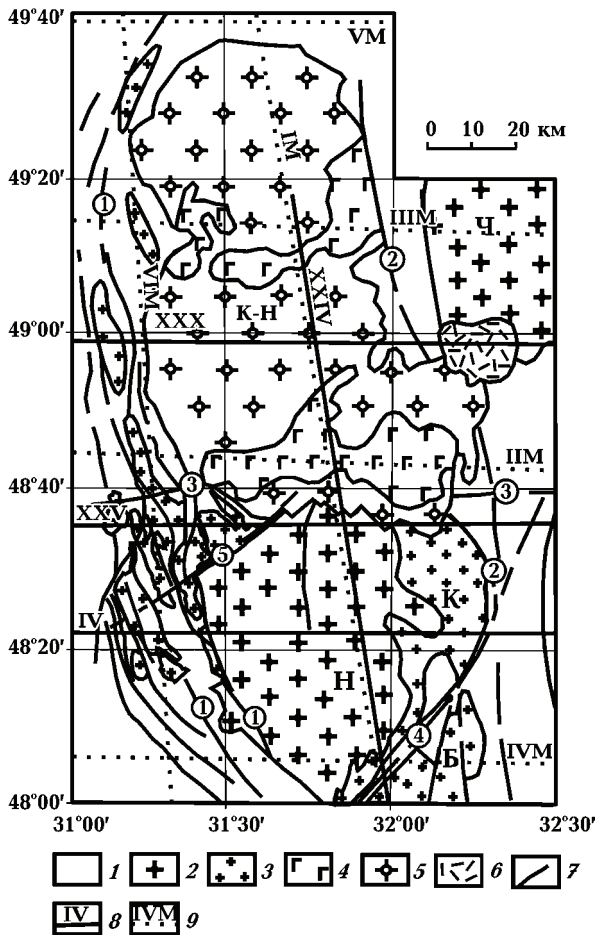 49°40′
VM
IM
0 10 20 км
49°20′
1
Ч
IIIM
2
VIM
XXIV
К-Н
XXX
49°00′
IIM
48°40′
3
3
XXV
5
2
К
IV
48°20′
Н
1
1
4
Б
IVM
48°00′
31°00′ 31°30′ 32°00′ 32°30′
1 2 3 4 5 6 7
IV 8 IVM 9